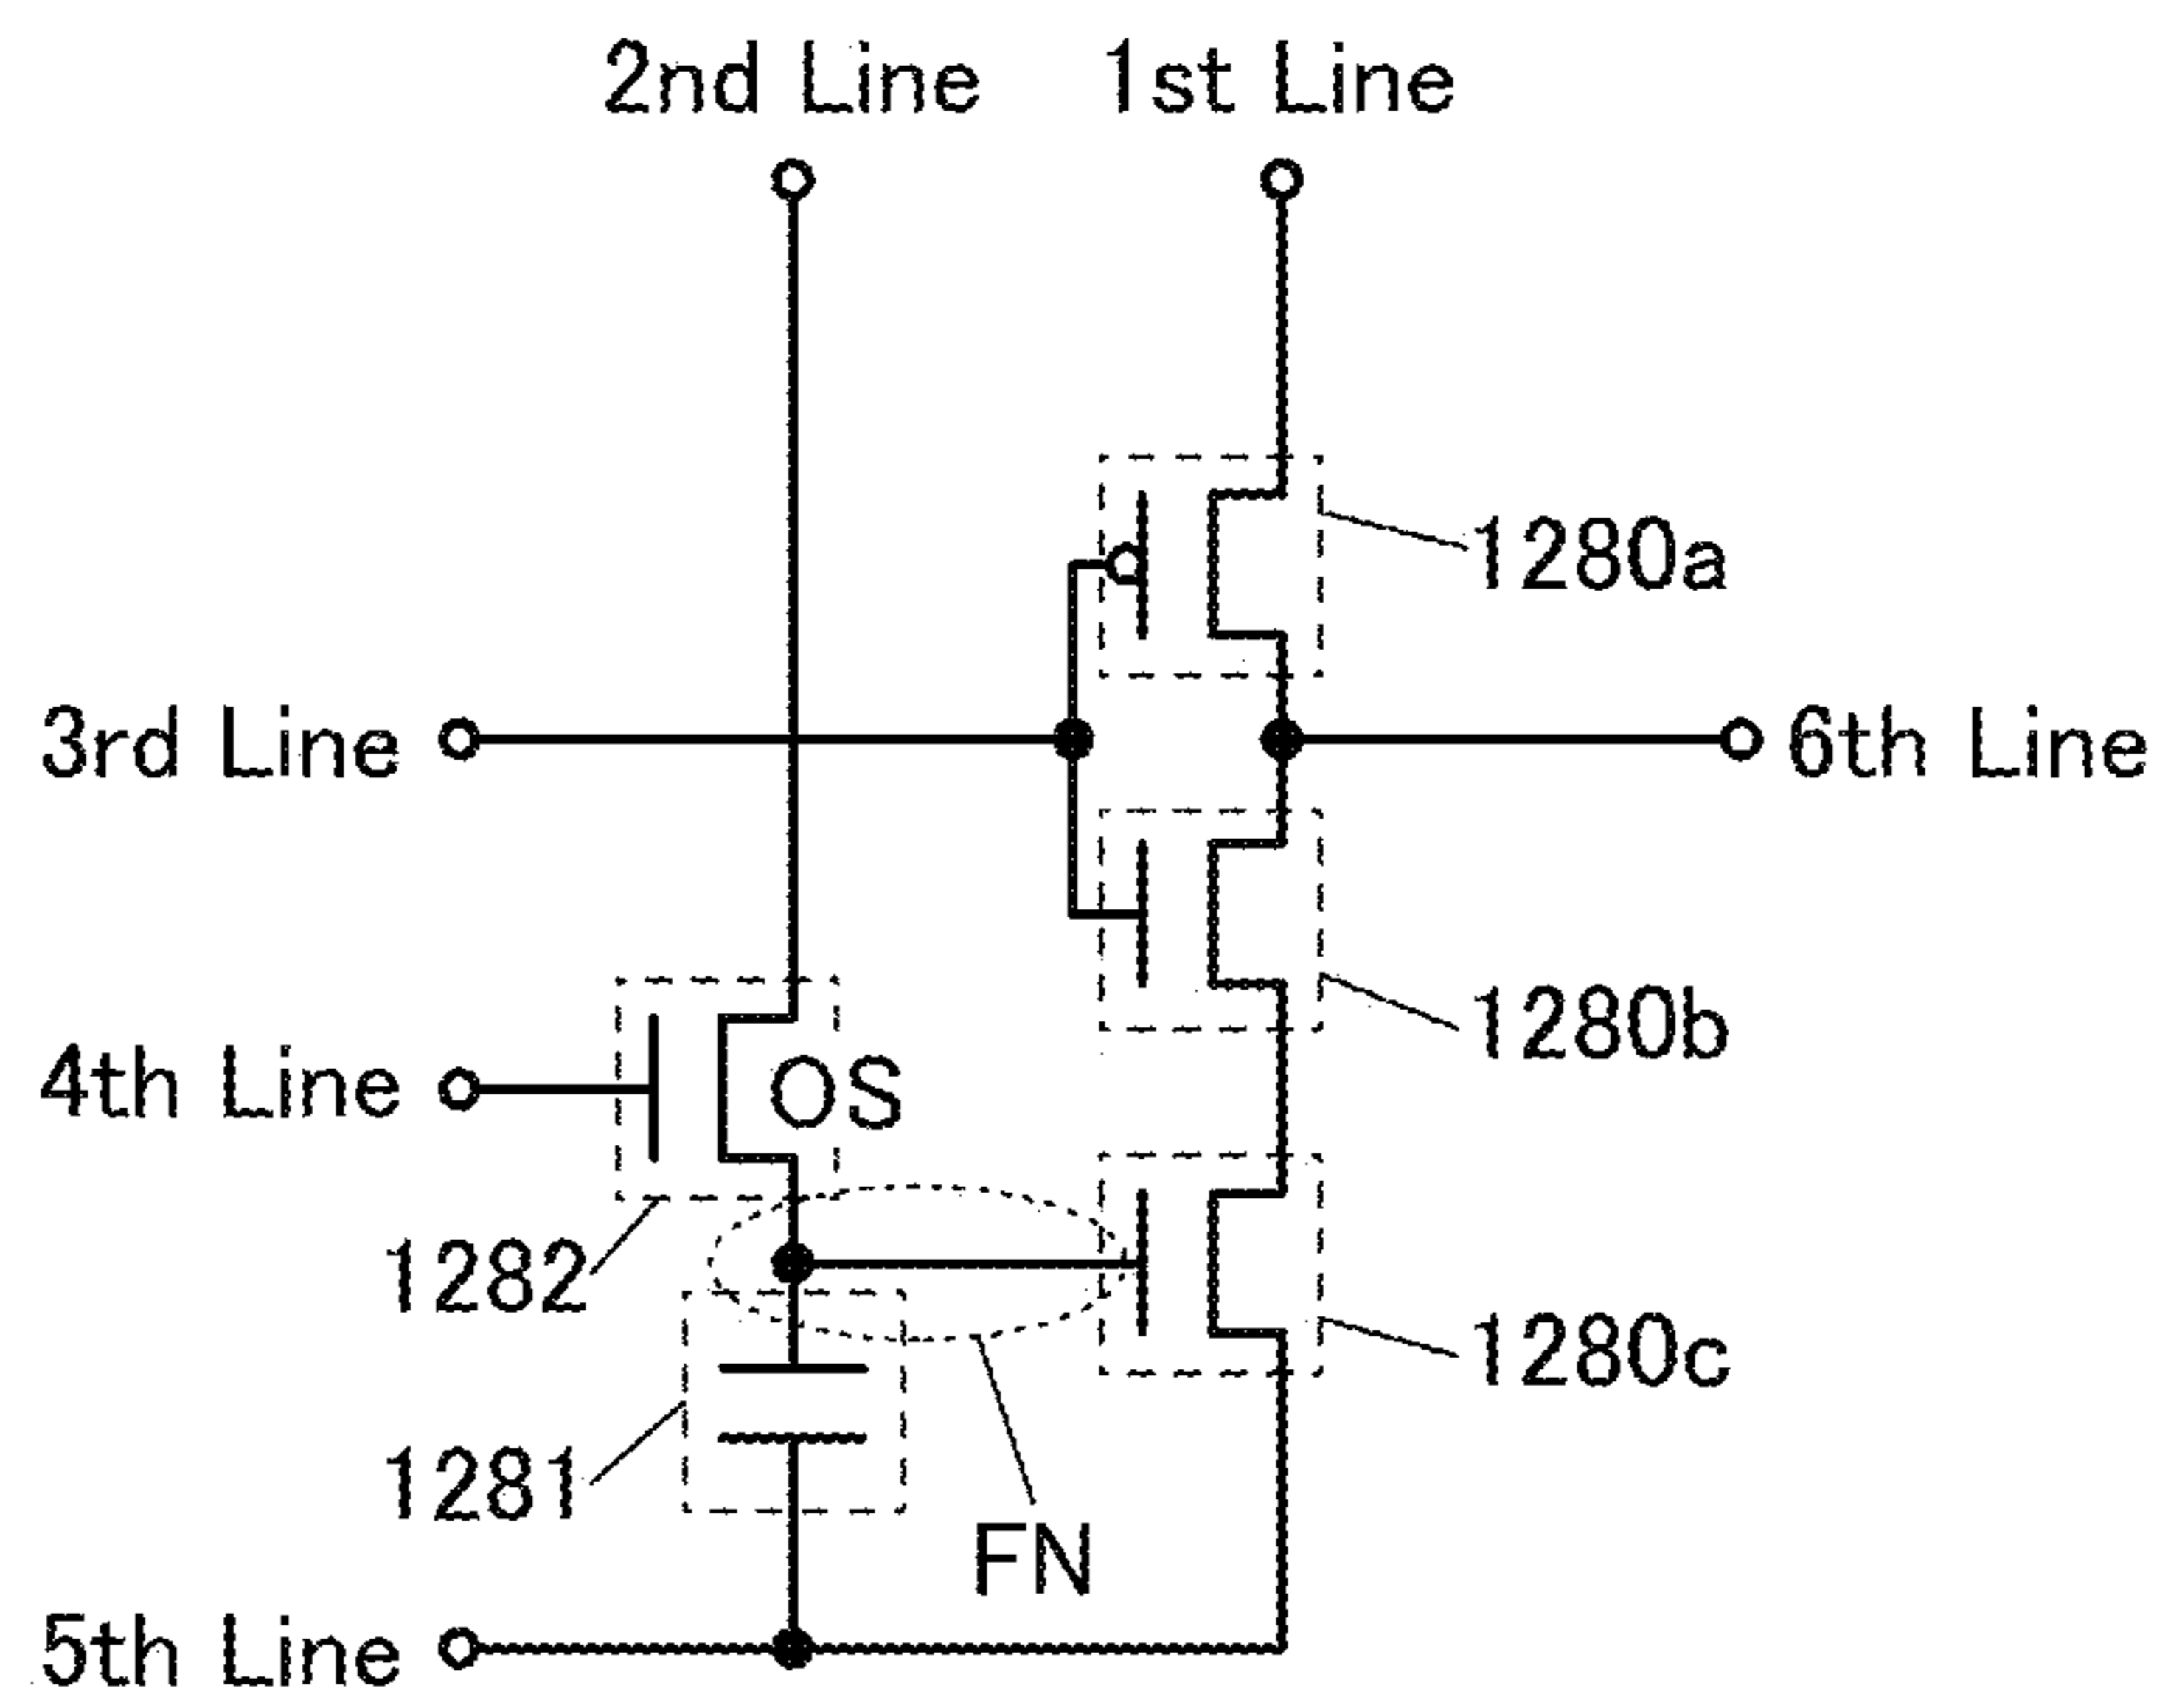 2nd Line 1st Line
1280a
3rd Line
6th Line
1280b
4th Line
OS
1282
1280c
1281
FN
5th Line